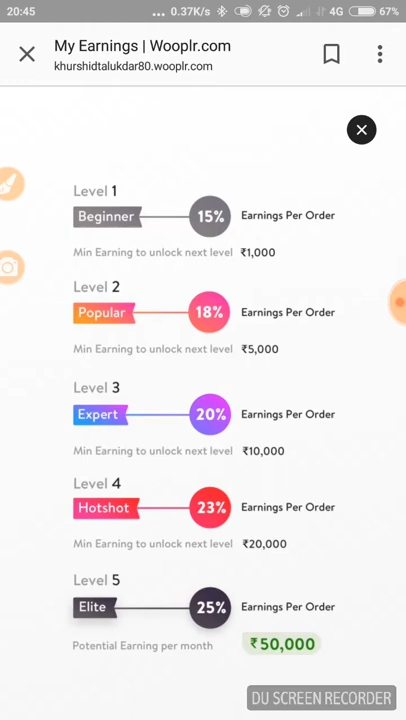 20:45
... 0.37K/s 4G 67%
My Earnings | Wooplr.com
khurshidtalukdar80.wooplr.com
Level 1
Beginner 15% Earnings Per Order
Min Earning to unlock next level ₹1,000
Level 2
Popular 18% Earnings Per Order
Min Earning to unlock next level ₹5,000
Level 3
Expert 20% Earnings Per Order
Min Earning to unlock next level ₹10,000
Level 4
Hotshot 23% Earnings Per Order
Min Earning to unlock next level ₹20,000
Level 5
Elite 25% Earnings Per Order
Potential Earning per month ₹50,000
DU SCREEN RECORDER